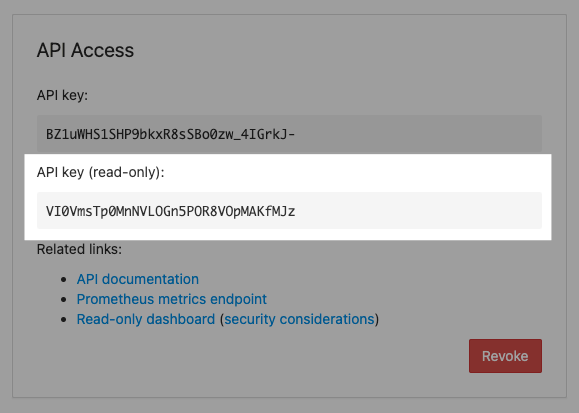 API Access
API key:
BZ1uWHS1SHP9bkxR8sSBo0zw_4IGrkJ-
API key (read-only):
VI0VmsTp0MnNVLOGn5POR8VOpMAKfMJz
Related links:
API documentation
Prometheus metrics endpoint
Read-only dashboard (security considerations)
Revoke